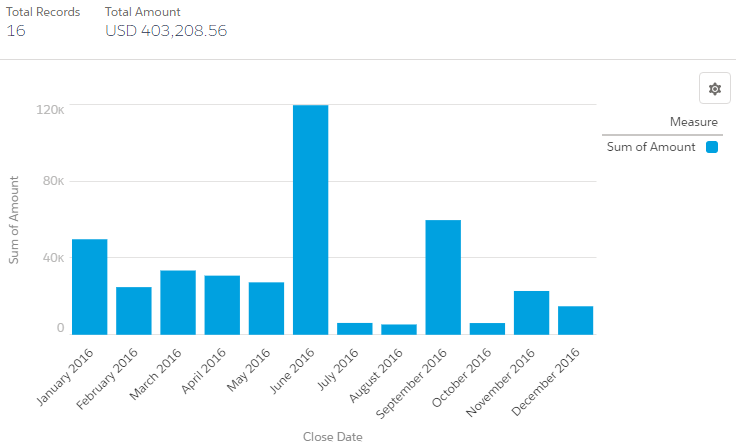 Total Records Total Amount
16 USD 403,208.56
Measure
Sum of Amount
Sum of Amount
120K
80K
40K
0
January 2016
February 2016
March 2016
April 2016
May 2016
June 2016
July 2016
August 2016
September 2016
October 2016
November 2016
December 2016
Close Date